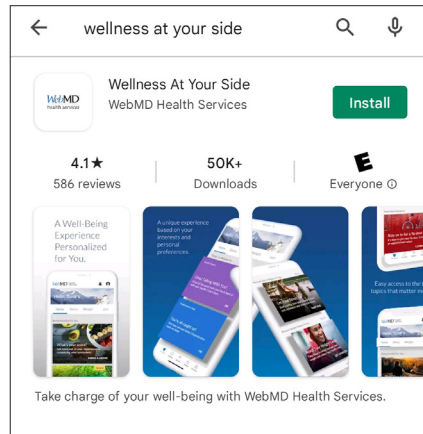 wellness at your side
WebMD
health services
Wellness At Your Side
WebMD Health Services
Install
4.1★
586 reviews
50K+
Downloads
E
Everyone
A Well-Being
Experience
Personalized
for You.
A unique experience
based on your
interests and
personal
preferences.
Easy access to the
topics that matter
Take charge of your well-being with WebMD Health Services.